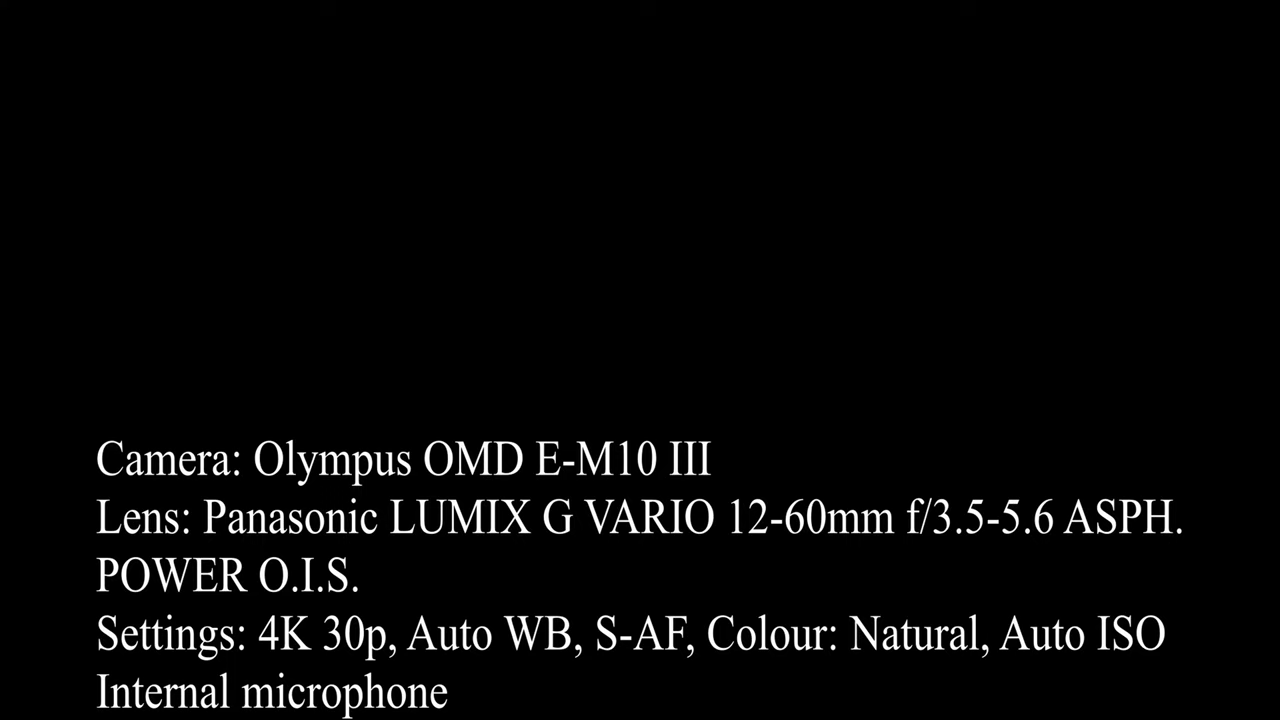 Camera: Olympus OMD E-M10 III
Lens: Panasonic LUMIX G VARIO 12-60mm f/3.5-5.6 ASPH.
POWER O.I.S.
Settings: 4K 30p, Auto WB, S-AF, Colour: Natural, Auto ISO
Internal microphone